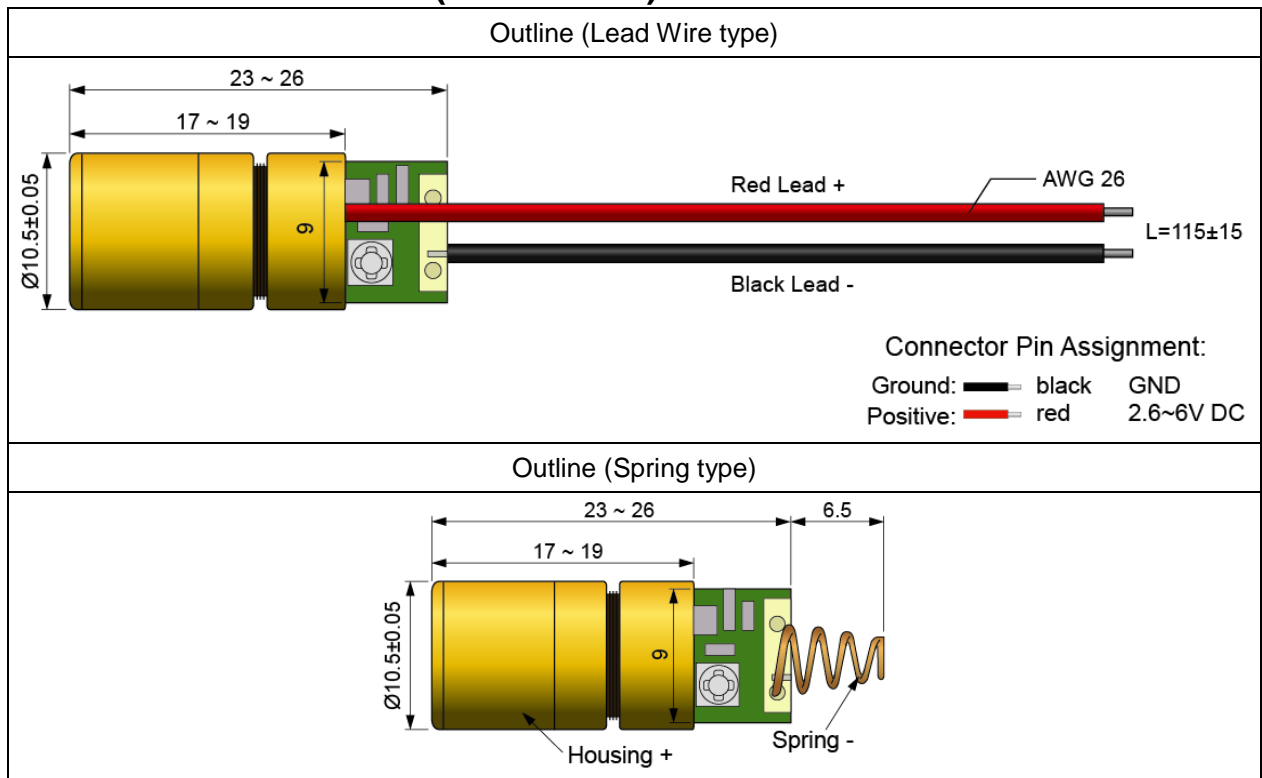 Outline (Lead Wire type)
23 ~ 26
17 ~ 19
Ø10.5±0.05
9
Red Lead +
AWG 26
L=115±15
Black Lead -
Connector Pin Assignment:
Ground: black GND
Positive: red 2.6~6V DC
Outline (Spring type)
23 ~ 26
6.5
17 ~ 19
Ø10.5±0.05
9
Housing +
Spring -